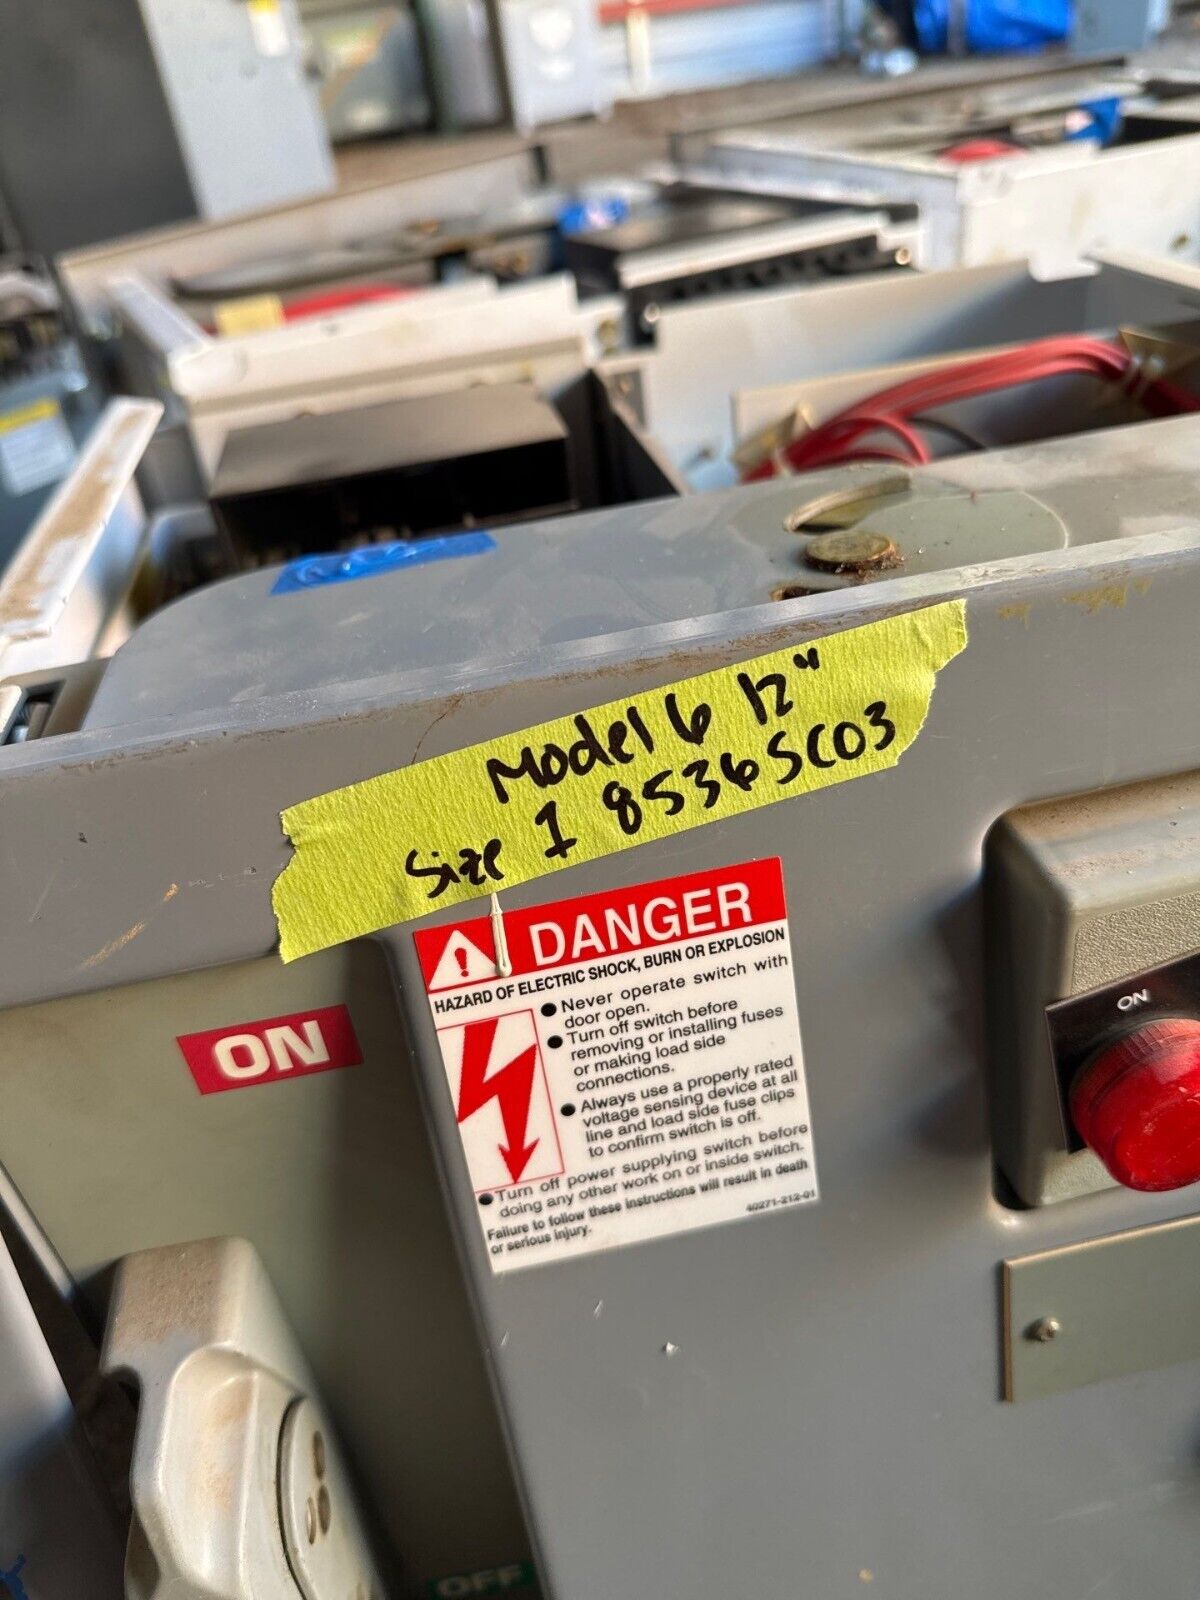 Model 6 12"
Size 1 8536SC03
DANGER
HAZARD OF ELECTRIC SHOCK, BURN OR EXPLOSION
● Never operate switch with
door open.
● Turn off switch before
removing or installing fuses
or making load side
connections.
● Always use a properly rated
voltage sensing device at all
line and load side fuse clips
to confirm switch is off.
● Turn off power supplying switch before
doing any other work on or inside switch.
Failure to follow these instructions will result in death
or serious injury.
40271-212-01
ON
ON
OFF